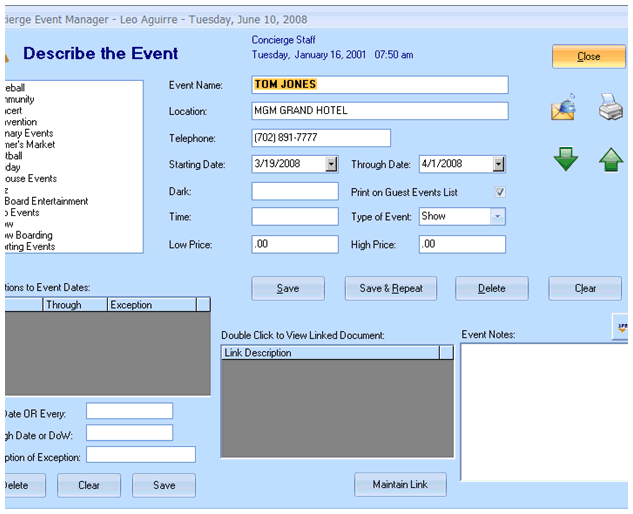 cierge Event Manager - Leo Aguirre - Tuesday, June 10, 2008
Describe the Event
Concierge Staff
Tuesday, January 16, 2001 07:50 am
Close
eball
mmunity
cert
vention
nary Events
mer's Market
tball
day
ouse Events
z
Board Entertainment
o Events
w
w Boarding
rting Events
Event Name: TOM JONES
Location: MGM GRAND HOTEL
Telephone: (702) 891-7777
Starting Date: 3/19/2008 Through Date: 4/1/2008
Dark: Print on Guest Events List
Time: Type of Event: Show
Low Price: .00 High Price: .00
Save Save & Repeat Delete Clear
tions to Event Dates:
Through Exception
Double Click to View Linked Document:
Link Description
Event Notes:
Date OR Every:
gh Date or DoW:
ption of Exception:
Delete Clear Save
Maintain Link